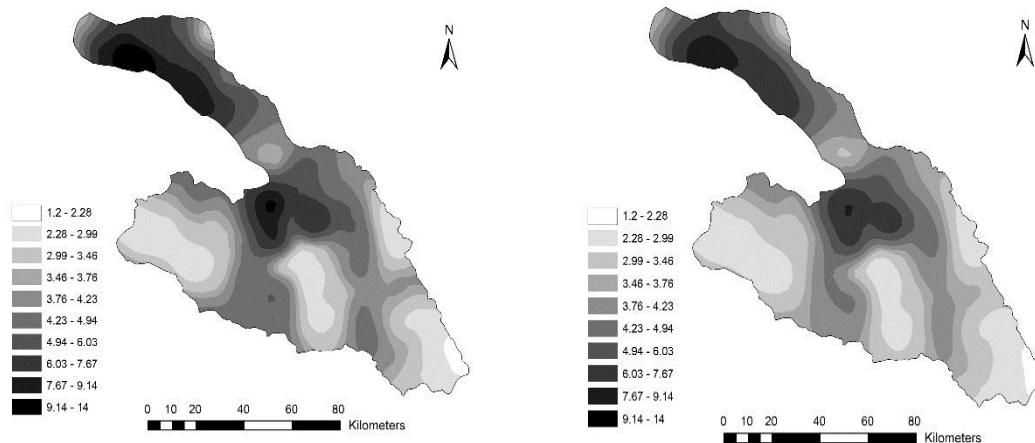 N
1.2 - 2.28
2.28 - 2.99
2.99 - 3.46
3.46 - 3.76
3.76 - 4.23
4.23 - 4.94
4.94 - 6.03
6.03 - 7.67
7.67 - 9.14
9.14 - 14
0 10 20 40 60 80
Kilometers
N
1.2 - 2.28
2.28 - 2.99
2.99 - 3.46
3.46 - 3.76
3.76 - 4.23
4.23 - 4.94
4.94 - 6.03
6.03 - 7.67
7.67 - 9.14
9.14 - 14
0 10 20 40 60 80
Kilometers